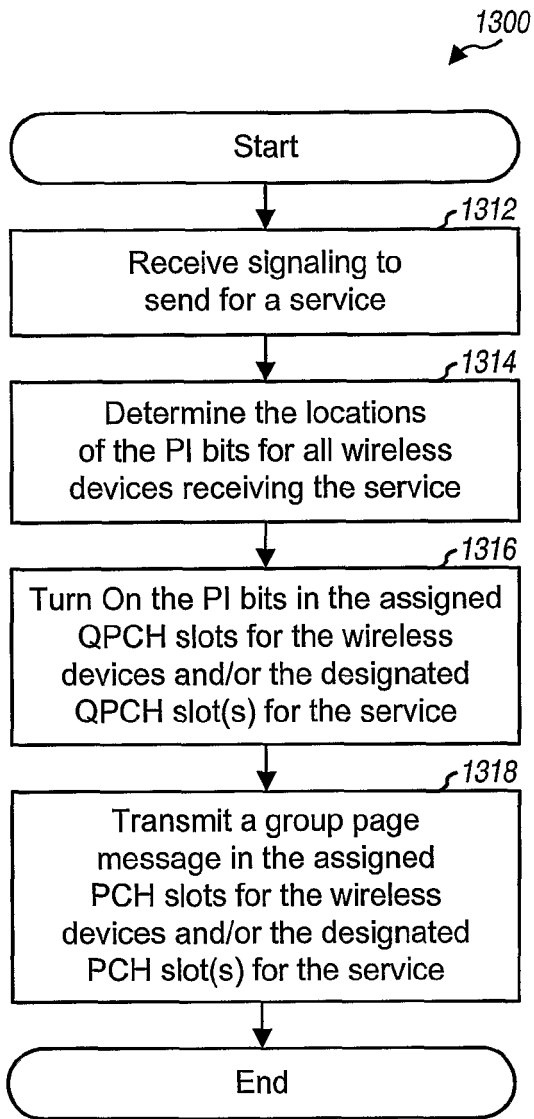 1300
Start
1312
Receive signaling to
send for a service
1314
Determine the locations
of the PI bits for all wireless
devices receiving the service
1316
Turn On the PI bits in the assigned
QPCH slots for the wireless
devices and/or the designated
QPCH slot(s) for the service
1318
Transmit a group page
message in the assigned
PCH slots for the wireless
devices and/or the designated
PCH slot(s) for the service
End